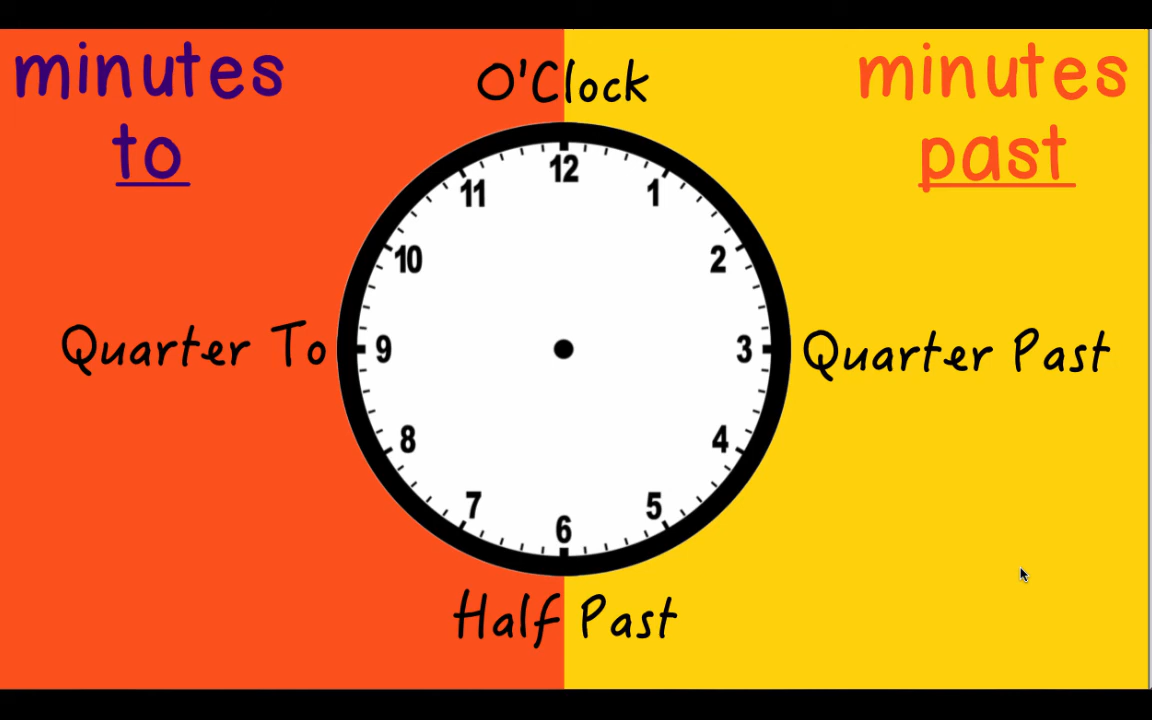 minutes
to
O'Clock
minutes
past
12
11
1
10
2
Quarter To
9
3
Quarter Past
8
4
7
5
6
Half Past